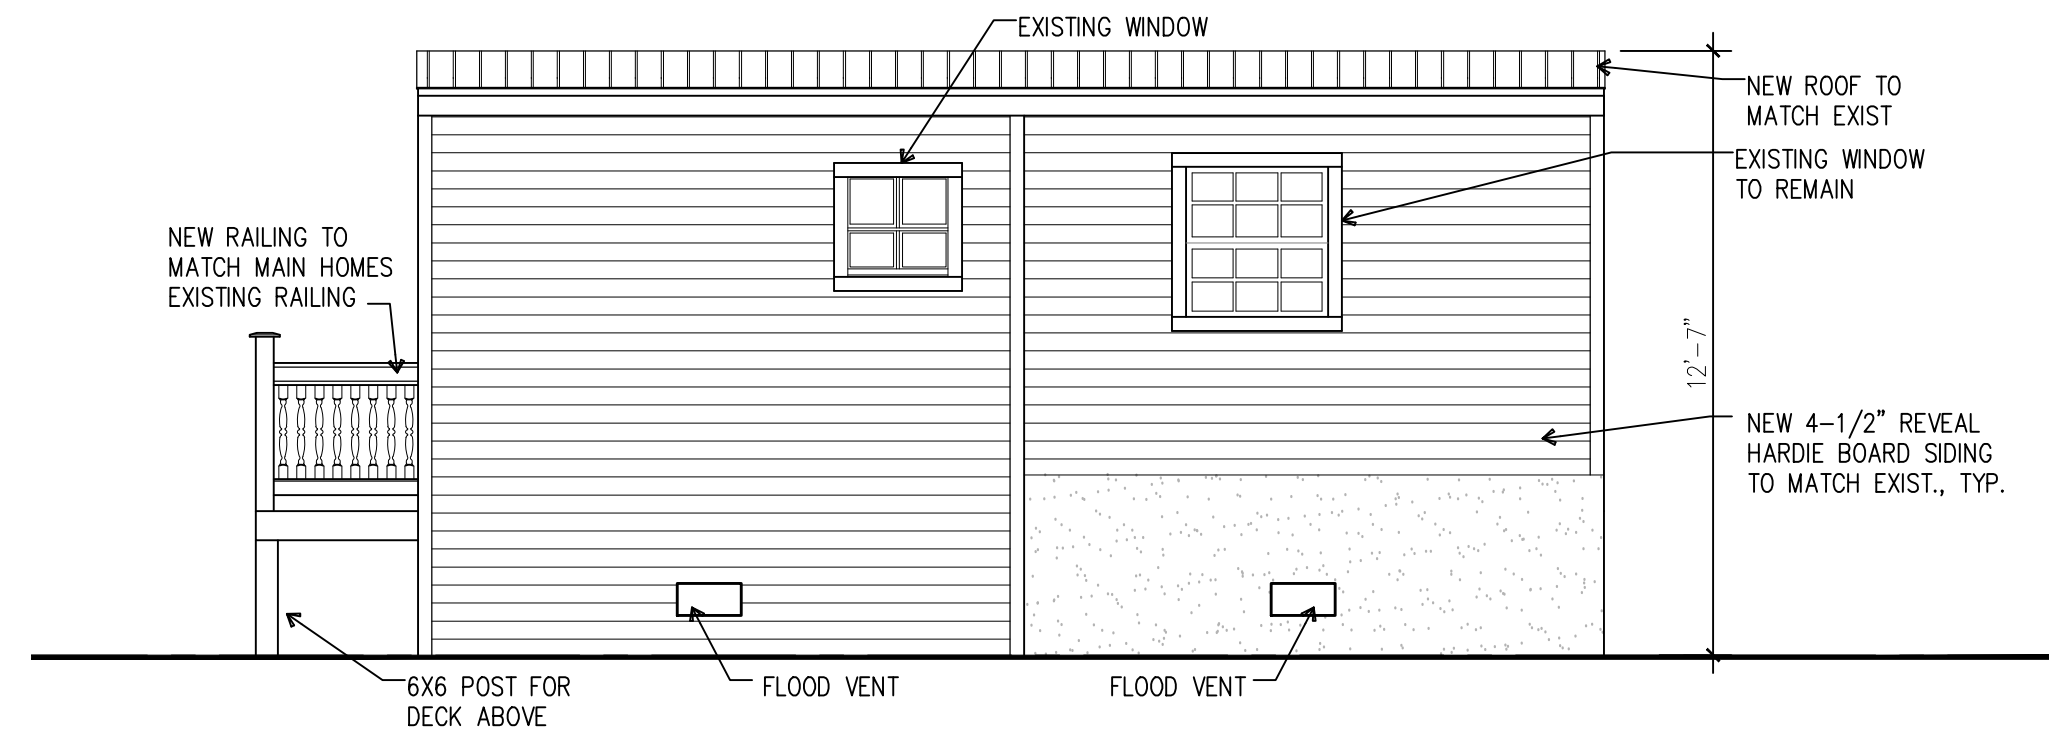 EXISTING WINDOW
NEW ROOF TO
MATCH EXIST
EXISTING WINDOW
TO REMAIN
NEW RAILING TO
MATCH MAIN HOMES
EXISTING RAILING
12'-7"
NEW 4-1/2" REVEAL
HARDIE BOARD SIDING
TO MATCH EXIST., TYP.
6X6 POST FOR
DECK ABOVE
FLOOD VENT
FLOOD VENT